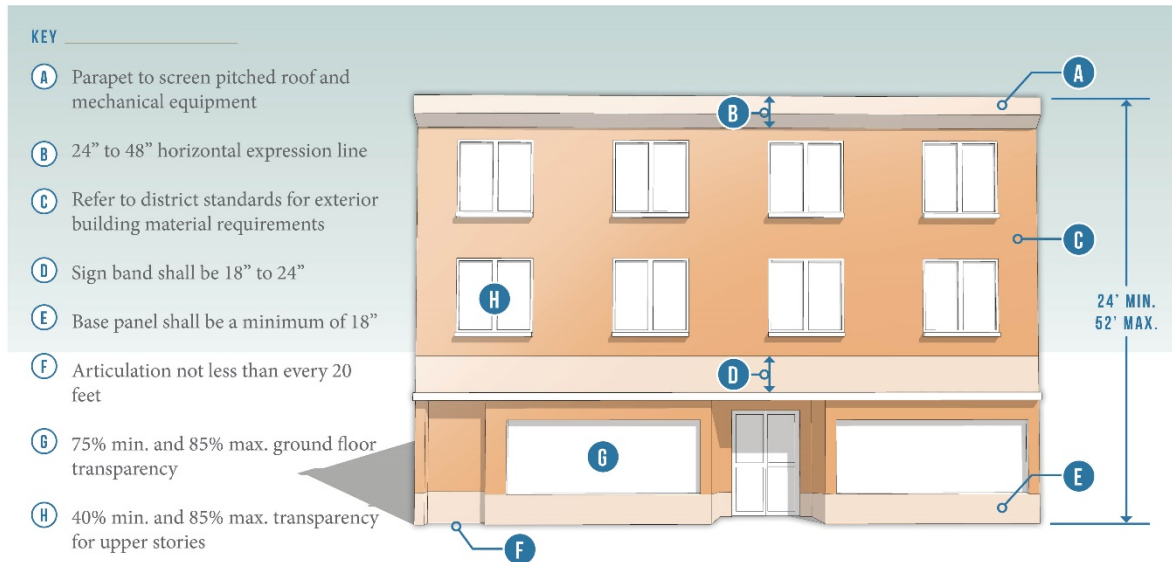 KEY
A Parapet to screen pitched roof and
mechanical equipment
B 24” to 48” horizontal expression line
C Refer to district standards for exterior
building material requirements
D Sign band shall be 18” to 24”
E Base panel shall be a minimum of 18”
F Articulation not less than every 20
feet
G 75% min. and 85% max. ground floor
transparency
H 40% min. and 85% max. transparency
for upper stories
A
B
C
H
24’ MIN.
52’ MAX.
D
G
E
F